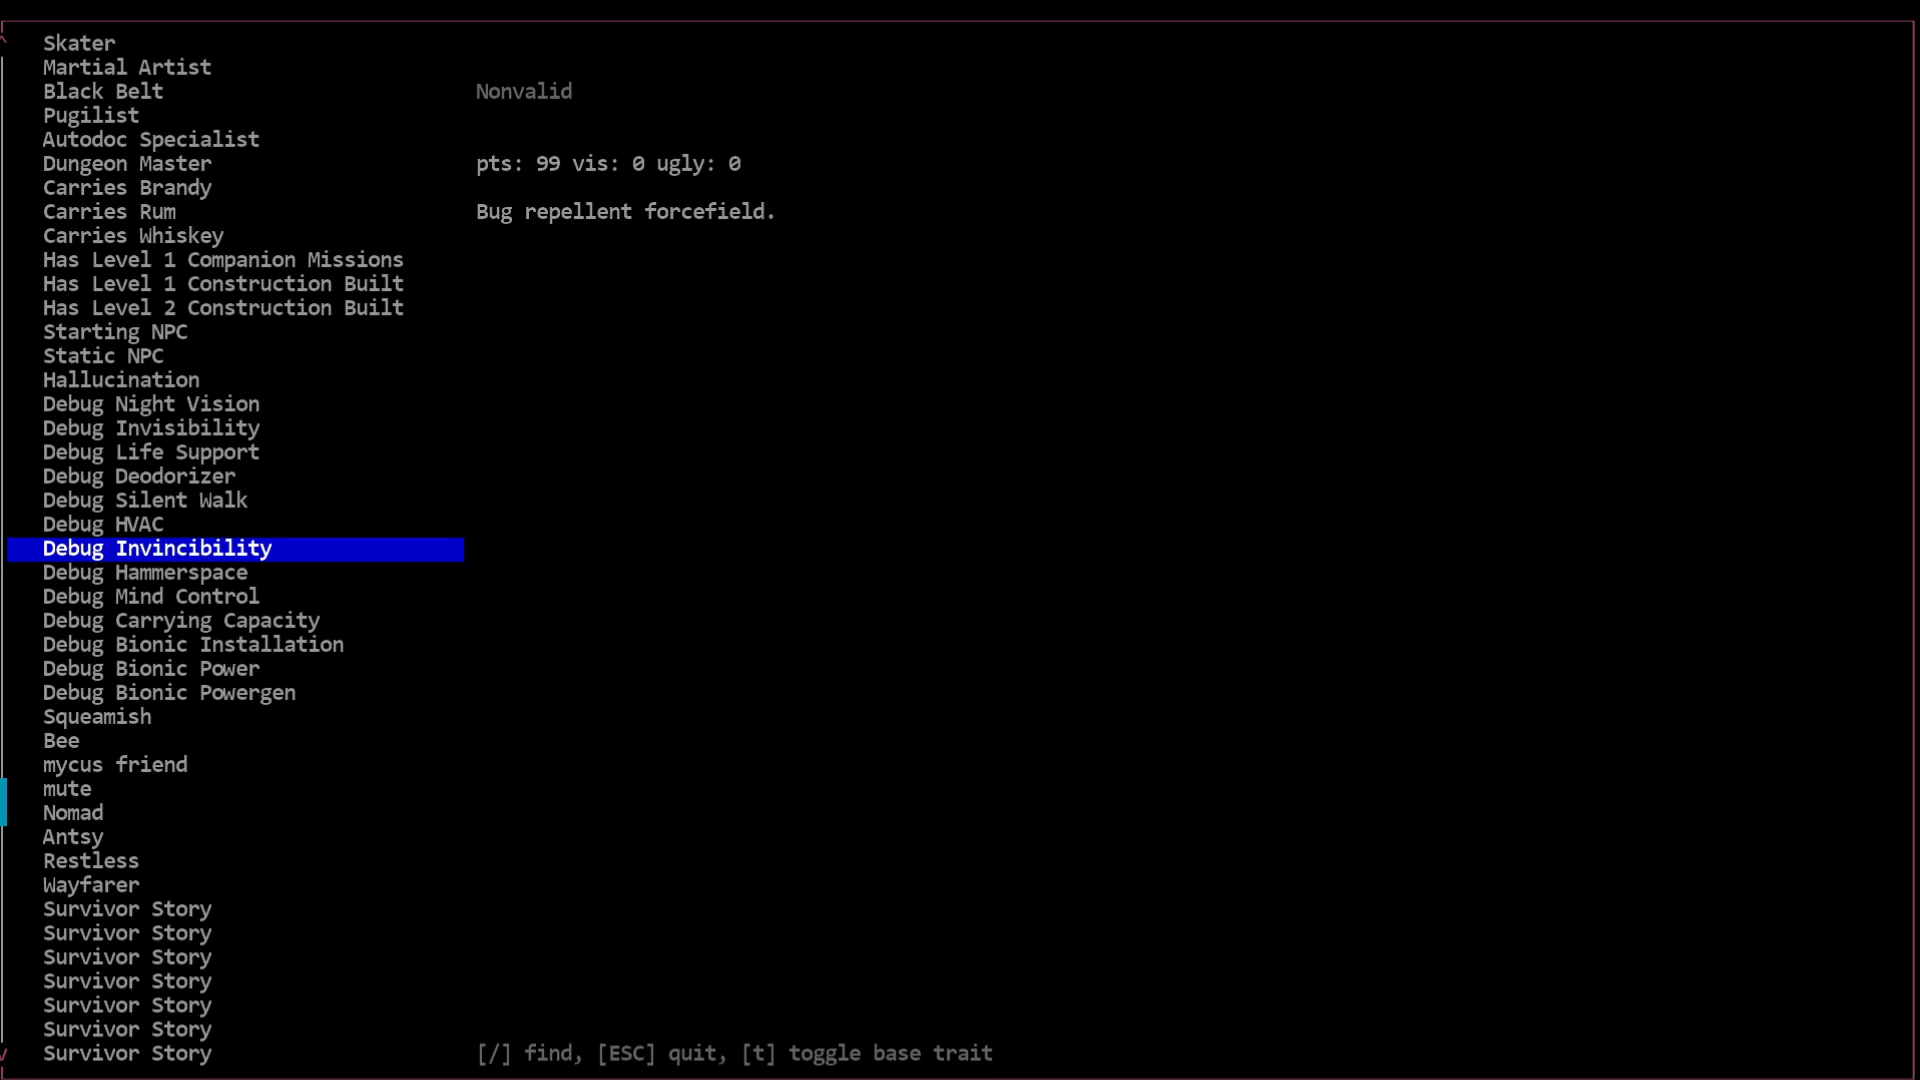 Skater
Martial Artist
Black Belt
Pugilist
Autodoc Specialist
Dungeon Master
Carries Brandy
Carries Rum
Carries Whiskey
Has Level 1 Companion Missions
Has Level 1 Construction Built
Has Level 2 Construction Built
Starting NPC
Static NPC
Hallucination
Debug Night Vision
Debug Invisibility
Debug Life Support
Debug Deodorizer
Debug Silent Walk
Debug HVAC
Debug Invincibility
Debug Hammerspace
Debug Mind Control
Debug Carrying Capacity
Debug Bionic Installation
Debug Bionic Power
Debug Bionic Powergen
Squeamish
Bee
mycus friend
mute
Nomad
Antsy
Restless
Wayfarer
Survivor Story
Survivor Story
Survivor Story
Survivor Story
Survivor Story
Survivor Story
Survivor Story
Nonvalid
pts: 99 vis: 0 ugly: 0
Bug repellent forcefield.
[/] find, [ESC] quit, [t] toggle base trait